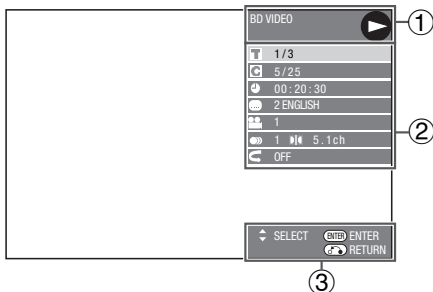 BD VIDEO
①
T 1/3
C 5/25
00:20:30
2 ENGLISH
1
②
1 5.1ch
OFF
SELECT ENTER ENTER
RETURN
③